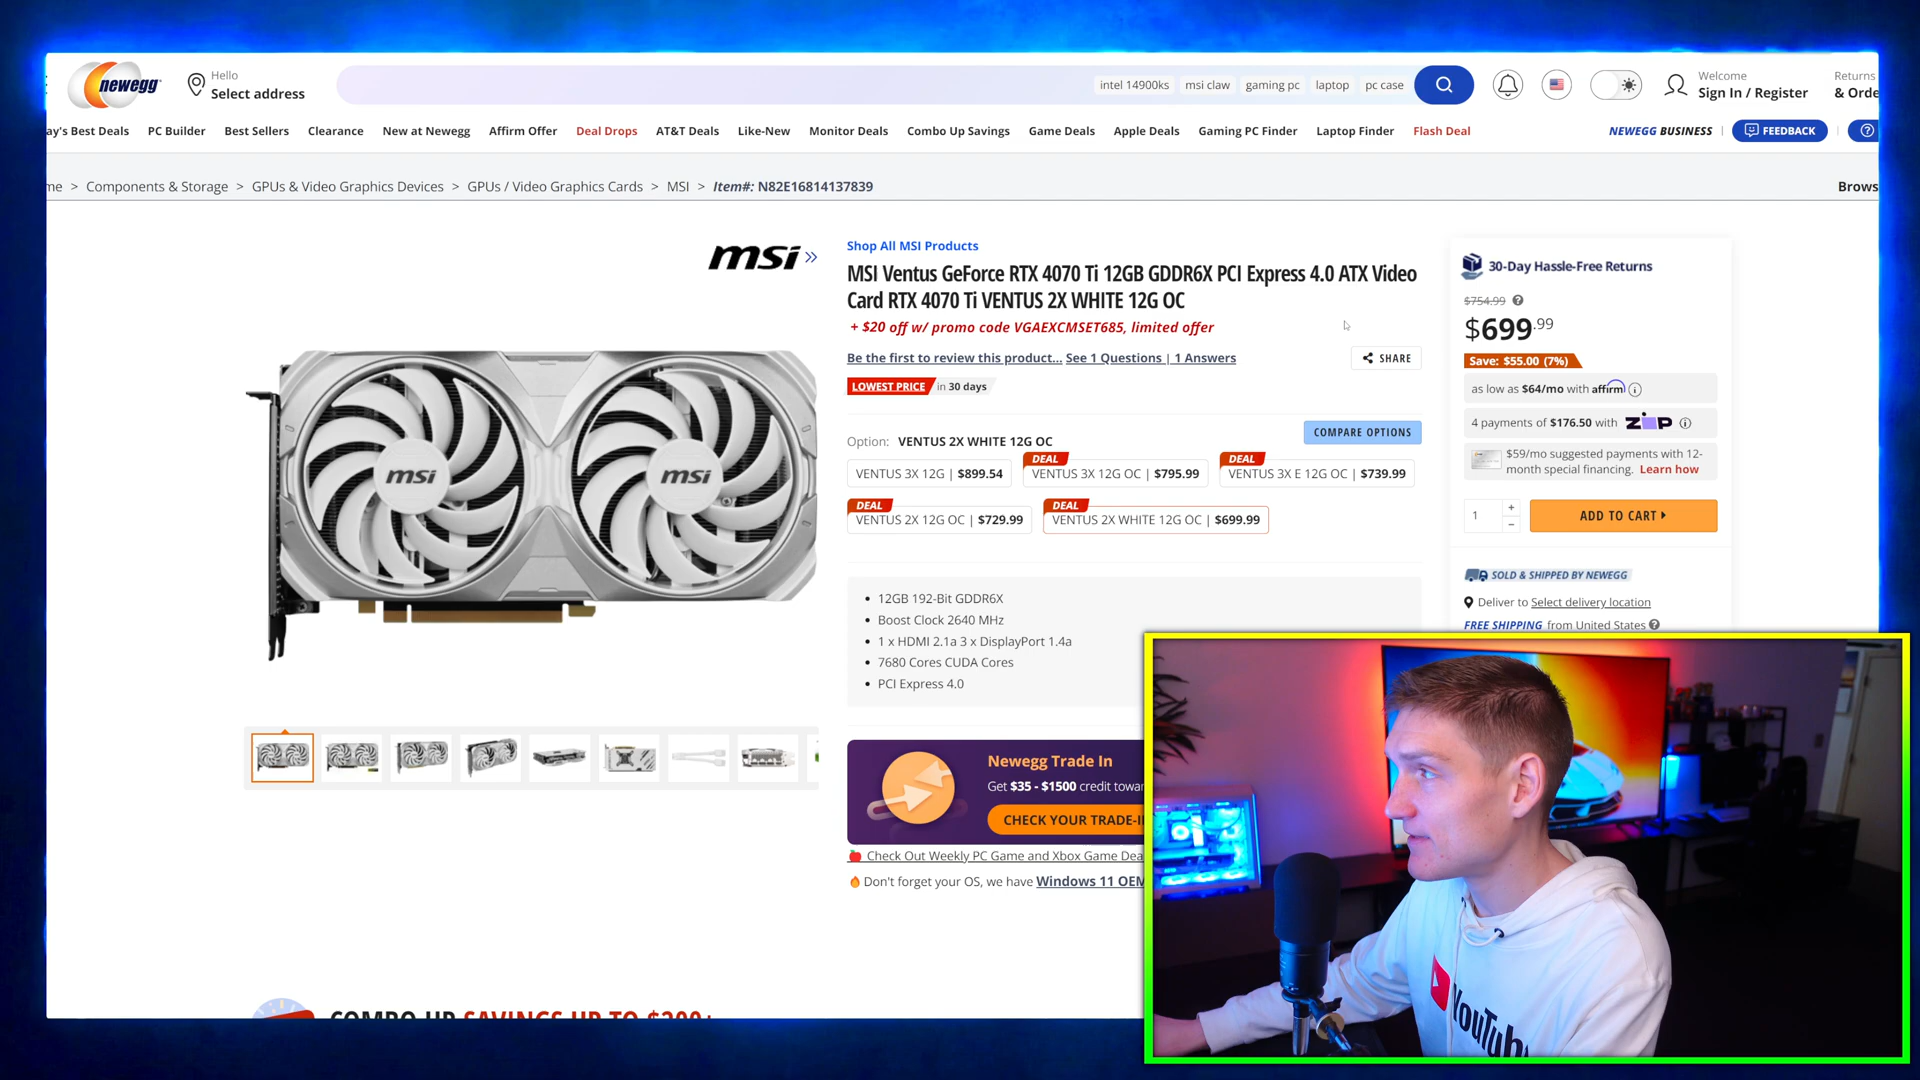 newegg
Hello
Select address
intel 14900ks
msi claw
gaming pc
laptop
pc case
Welcome
Sign In / Register
Returns
& Orde
ay's Best Deals
PC Builder
Best Sellers
Clearance
New at Newegg
Affirm Offer
Deal Drops
AT&T Deals
Like-New
Monitor Deals
Combo Up Savings
Game Deals
Apple Deals
Gaming PC Finder
Laptop Finder
Flash Deal
NEWEGG BUSINESS
FEEDBACK
me > Components & Storage > GPUs & Video Graphics Devices > GPUs / Video Graphics Cards > MSI > Item#: N82E16814137839
Brows
msi
Shop All MSI Products
MSI Ventus GeForce RTX 4070 Ti 12GB GDDR6X PCI Express 4.0 ATX Video
Card RTX 4070 Ti VENTUS 2X WHITE 12G OC
+ $20 off w/ promo code VGAEXCMSET685, limited offer
Be the first to review this product... See 1 Questions | 1 Answers
SHARE
LOWEST PRICE in 30 days
Option: VENTUS 2X WHITE 12G OC
COMPARE OPTIONS
VENTUS 3X 12G | $899.54
DEAL
VENTUS 3X 12G OC | $795.99
DEAL
VENTUS 3X E 12G OC | $739.99
DEAL
VENTUS 2X 12G OC | $729.99
DEAL
VENTUS 2X WHITE 12G OC | $699.99
msi
msi
• 12GB 192-Bit GDDR6X
• Boost Clock 2640 MHz
• 1 x HDMI 2.1a 3 x DisplayPort 1.4a
• 7680 Cores CUDA Cores
• PCI Express 4.0
Newegg Trade In
Get $35 - $1500 credit towar
CHECK YOUR TRADE-I
Check Out Weekly PC Game and Xbox Game Dea
Don't forget your OS, we have Windows 11 OEM
30-Day Hassle-Free Returns
$754.99
$699.99
Save: $55.00 (7%)
as low as $64/mo with affirm
4 payments of $176.50 with ZIP
$59/mo suggested payments with 12-
month special financing. Learn how
1
+
−
ADD TO CART
SOLD & SHIPPED BY NEWEGG
Deliver to Select delivery location
FREE SHIPPING from United States
COMBO UP SAVINGS UP TO $200+
YouTub